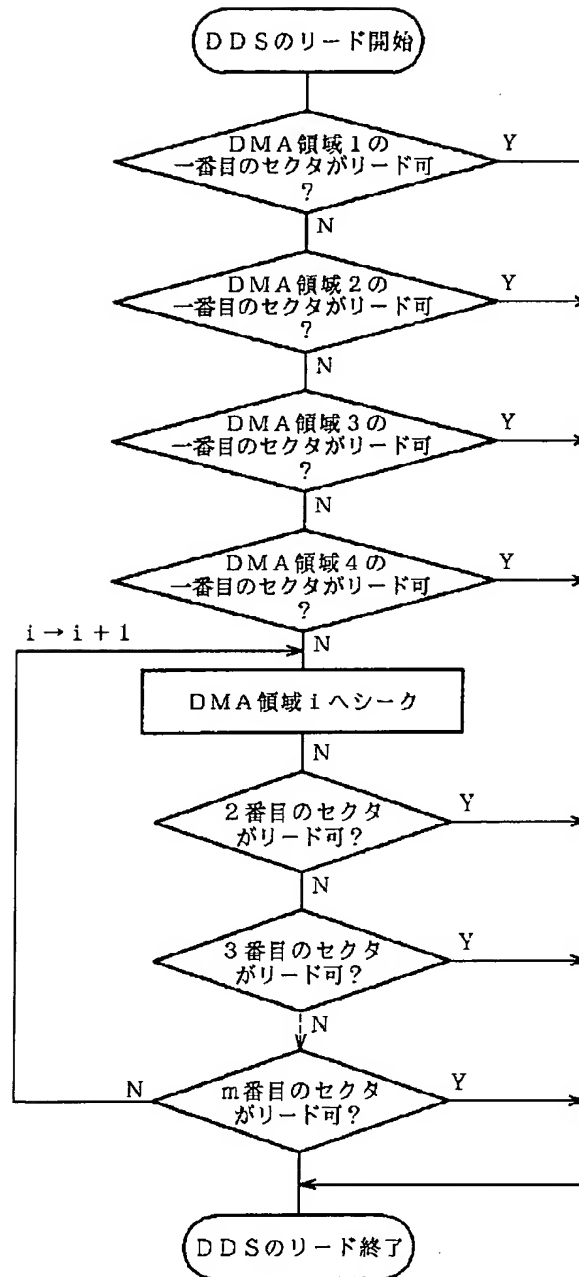 DDSのリード開始
DMA領域1の
一番目のセクタがリード可
?
Y
N
DMA領域2の
一番目のセクタがリード可
?
Y
N
DMA領域3の
一番目のセクタがリード可
?
Y
N
DMA領域4の
一番目のセクタがリード可
?
Y
N
i→i+1
DMA領域iへシーク
N
2番目のセクタ
がリード可?
Y
N
3番目のセクタ
がリード可?
Y
N
m番目のセクタ
がリード可?
N
Y
DDSのリード終了